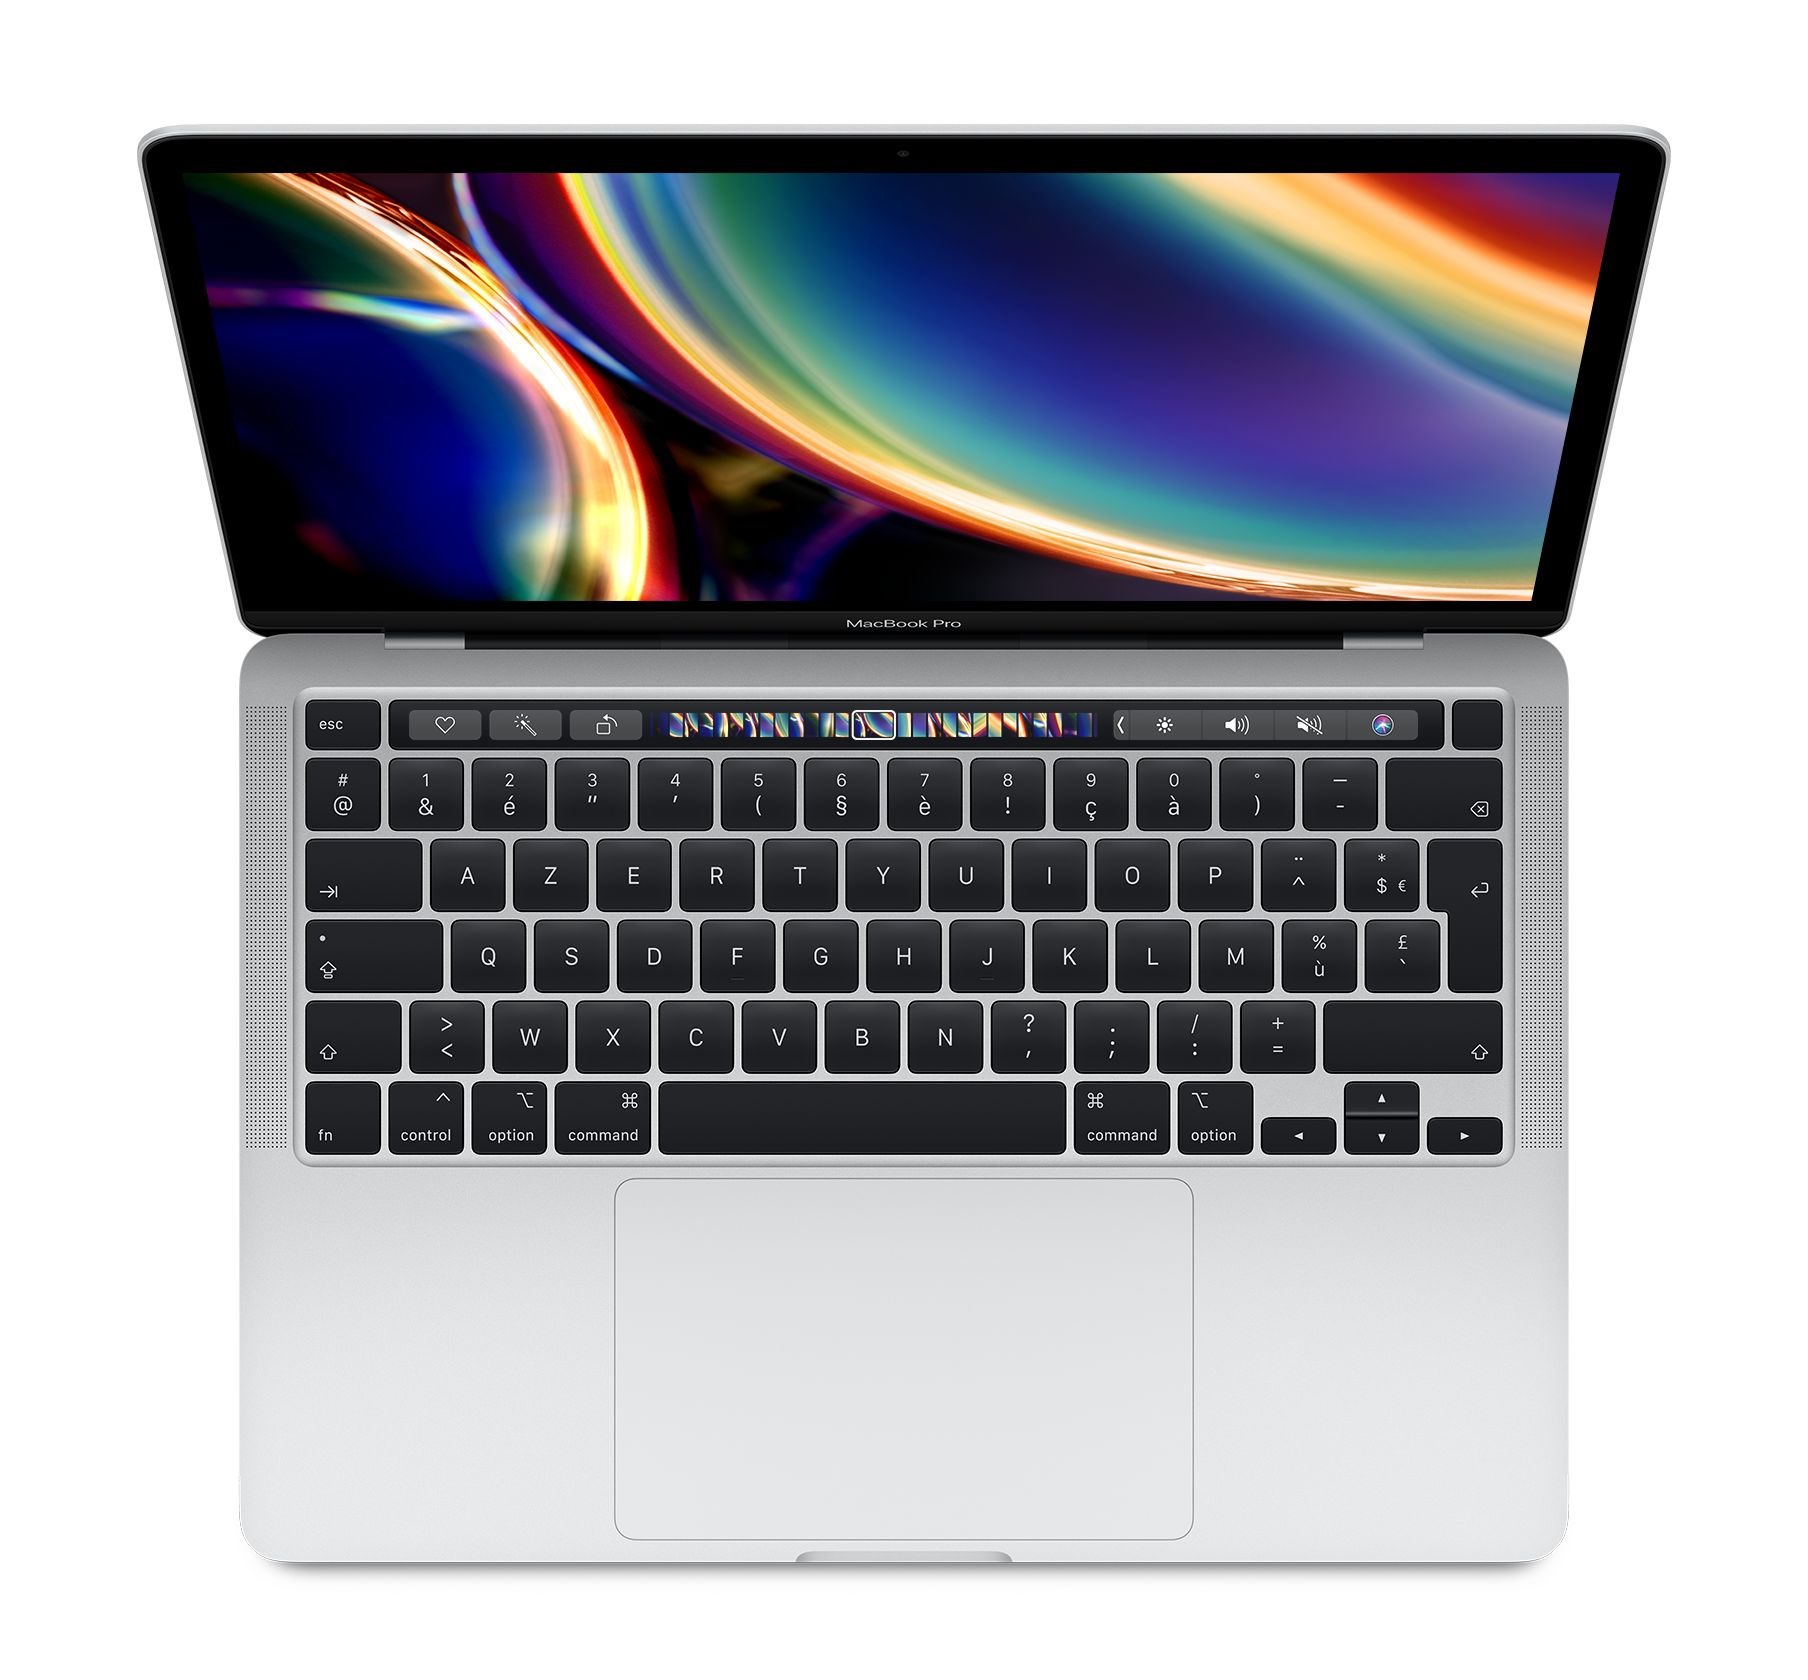 MacBook Pro
esc
# 1 2 3 4 5 6 7 8 9 0 ° _
@ & é " ' ( § è ! ç à ) -
A Z E R T Y U I O P ¨ *
^ $ €
Q S D F G H J K L M % £
ù `
> W X C V B N ? . / +
< , ; : =
fn control option command command option